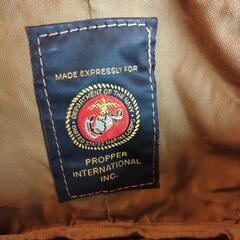 MADE EXPRESSLY FOR
DEPARTMENT OF THE NAVY
UNITED STATES MARINE CORPS
PROPPER
INTERNATIONAL
INC.